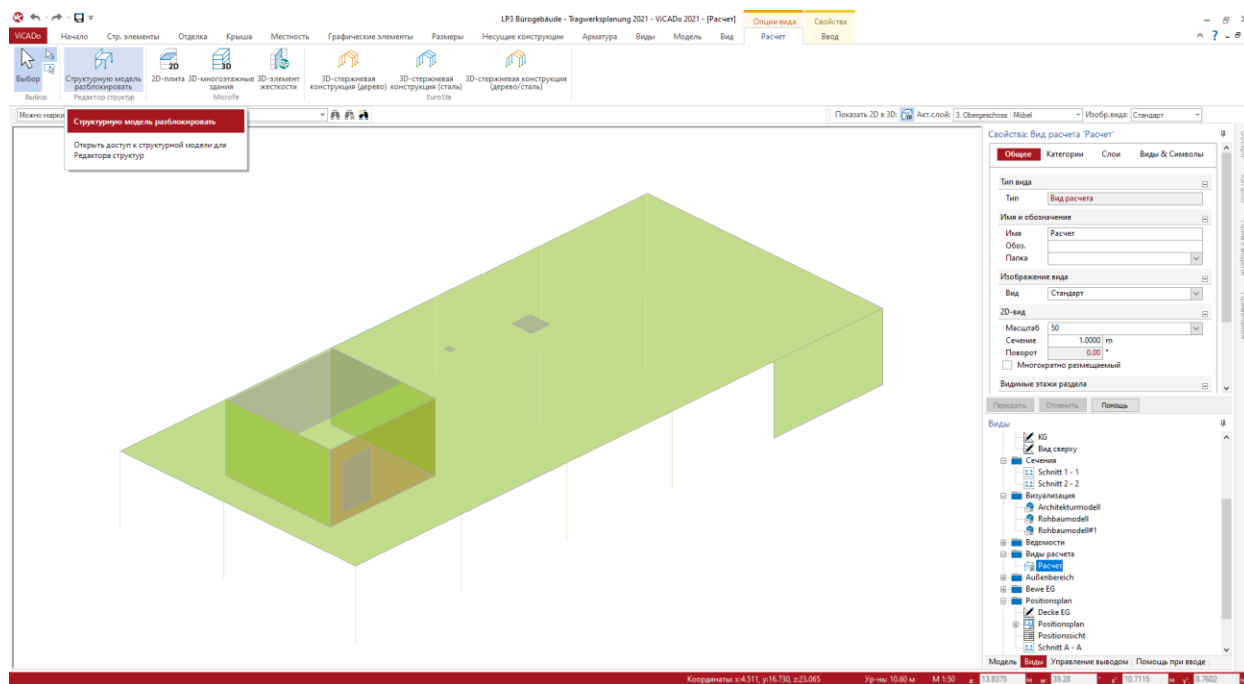 LP3 Bürogebäude - Tragwerksplanung 2021 - ViCADo 2021 - [Расчет]
Опции вида
Свойства
ViCADo
Начало
Стр. элементы
Отделка
Крыша
Местность
Графические элементы
Размеры
Несущие конструкции
Арматура
Виды
Модель
Вид
Расчет
Ввод
Выбор
Структурную модель разблокировать
2D-плита
3D-многоэтажные здания
3D-элемент жесткости
3D-стержневая конструкция (дерево)
3D-стержневая конструкция (сталь)
3D-стержневая конструкция (дерево/сталь)
Выбор
Редактор структур
MicroFe
EuroSta
Можно марки
Показать 2D в 3D:
Акт.слой:
3. Obergeschoss : Möbel
Изобр.вида:
Стандарт
Структурную модель разблокировать
Открыть доступ к структурной модели для
Редактора структур
Свойства: Вид расчета 'Расчет'
Общее
Категории
Слои
Виды & Символы
Тип вида
Тип
Вид расчета
Имя и обозначение
Имя
Расчет
Обоз.
Папка
Изображение вида
Вид
Стандарт
2D-вид
Масштаб
50
Сечение
1.0000 m
Поворот
0.00 °
Многократно размещаемый
Видимые этажи раздела
Передать
Отменить
Помощь
Виды
KG
Вид сверху
Сечения
Schnitt 1 - 1
Schnitt 2 - 2
Визуализация
Architekturmodell
Rohbaumodell
Rohbaumodell#1
Ведомости
Виды расчета
Расчет
Außenbereich
Bewe EG
Positionsplan
Decke EG
Positionsplan
Positionssicht
Schnitt A - A
Модель
Виды
Управление выводом
Помощь при вводе
Координаты: x:4.511, y:16.730, z:23.065
Ур-ны 10.60 м
М 1:50
13.8375
39.28
10.7115
8.7602